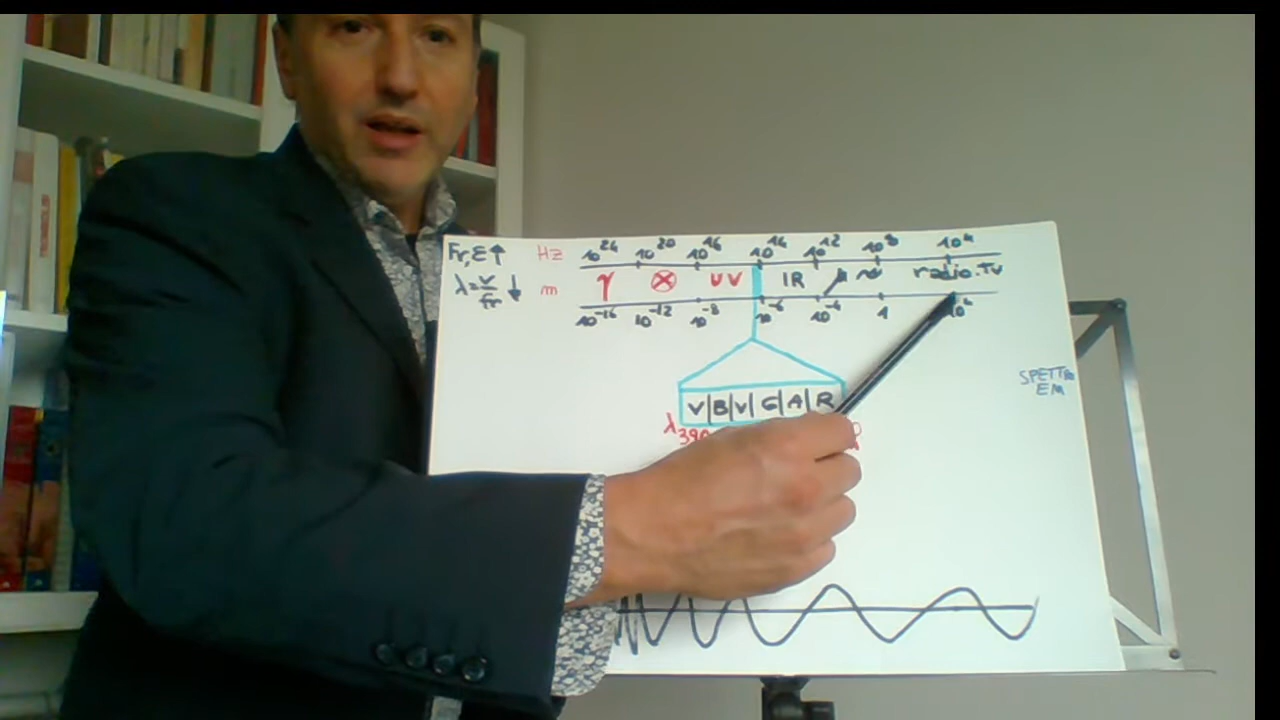 Fr, E↑ Hz 10²⁴ 10²⁰ 10¹⁶ 10¹⁴ 10¹² 10⁸ 10⁴
λ = v/fr ↓ m γ ⊗ UV IR radio.TV
10⁻¹⁶ 10⁻¹² 10⁻⁸ 10⁻⁶ 10⁻⁴ 1 10⁴
SPETTRO
EM
V|B|V|G|A|R
λ 390